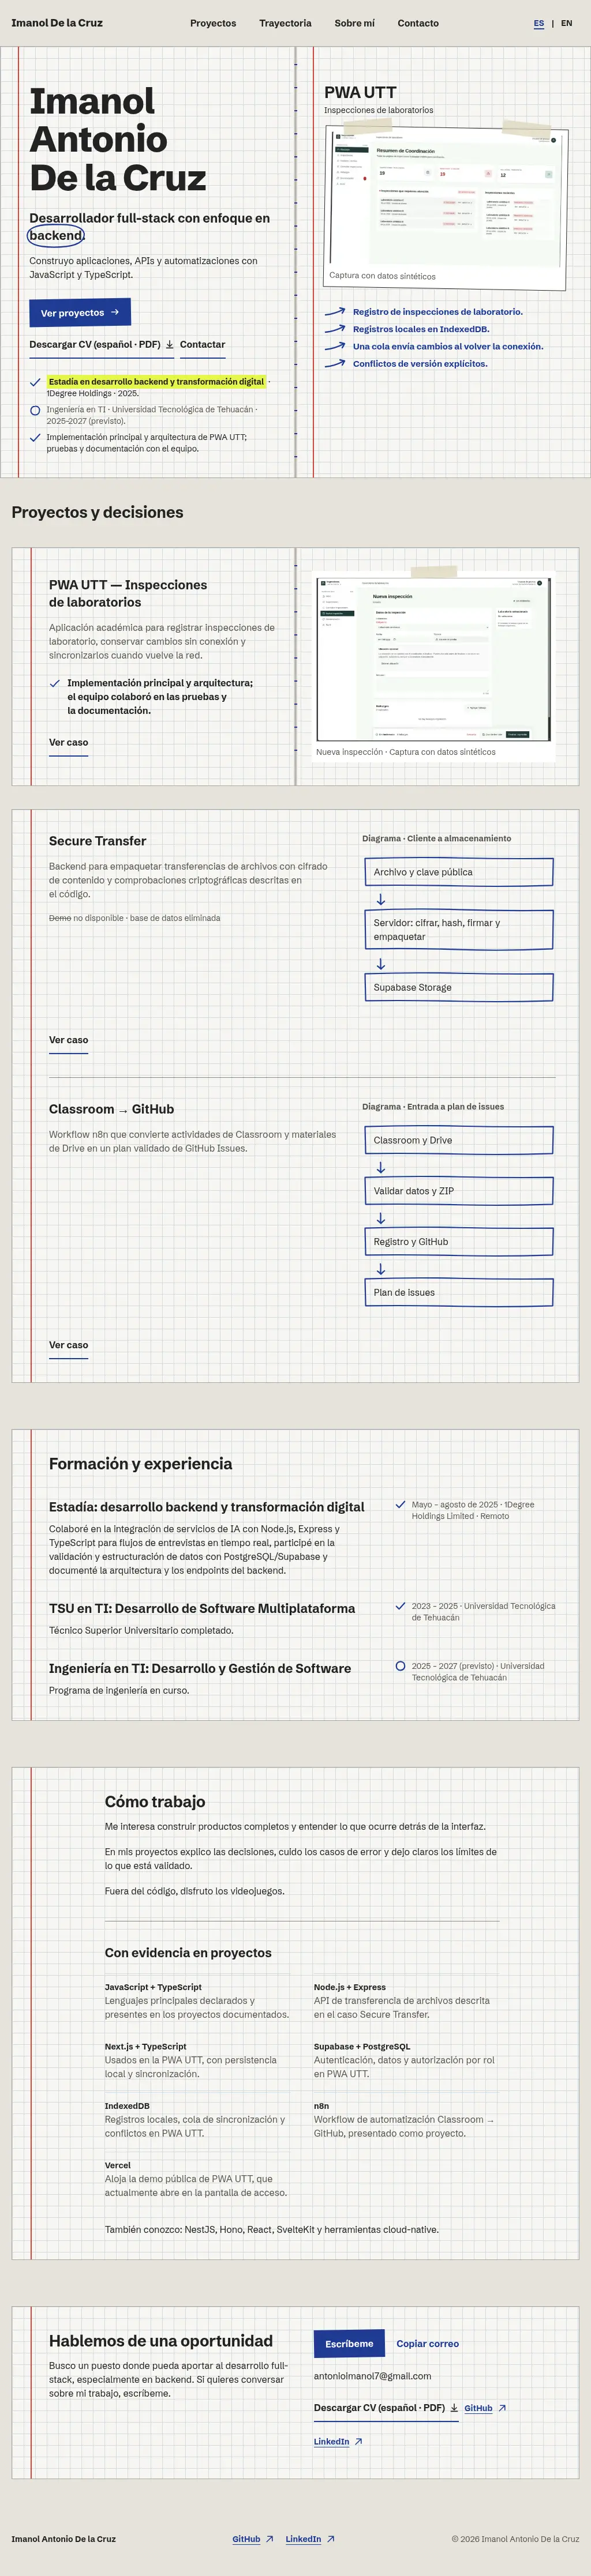 Imanol De la Cruz
Proyectos
Trayectoria
Sobre mí
Contacto
ES | EN
Imanol
Antonio
De la Cruz
Desarrollador full-stack con enfoque en
backend.
Construyo aplicaciones, APIs y automatizaciones con
JavaScript y TypeScript.
Ver proyectos →
Descargar CV (español · PDF)
Contactar
Estadía en desarrollo backend y transformación digital ·
1Degree Holdings · 2025.
Ingeniería en TI · Universidad Tecnológica de Tehuacán ·
2025-2027 (previsto).
Implementación principal y arquitectura de PWA UTT;
pruebas y documentación con el equipo.
PWA UTT
Inspecciones de laboratorios
Resumen de Coordinación
Captura con datos sintéticos
Registro de inspecciones de laboratorio.
Registros locales en IndexedDB.
Una cola envía cambios al volver la conexión.
Conflictos de versión explícitos.
Proyectos y decisiones
PWA UTT — Inspecciones
de laboratorios
Aplicación académica para registrar inspecciones de
laboratorio, conservar cambios sin conexión y
sincronizarlos cuando vuelve la red.
Implementación principal y arquitectura;
el equipo colaboró en las pruebas y
la documentación.
Ver caso
Nueva inspección
Nueva inspección · Captura con datos sintéticos
Secure Transfer
Backend para empaquetar transferencias de archivos con cifrado
de contenido y comprobaciones criptográficas descritas en
el código.
Demo no disponible · base de datos eliminada
Ver caso
Diagrama · Cliente a almacenamiento
Archivo y clave pública
Servidor: cifrar, hash, firmar y
empaquetar
Supabase Storage
Classroom → GitHub
Workflow n8n que convierte actividades de Classroom y materiales
de Drive en un plan validado de GitHub Issues.
Ver caso
Diagrama · Entrada a plan de issues
Classroom y Drive
Validar datos y ZIP
Registro y GitHub
Plan de issues
Formación y experiencia
Estadía: desarrollo backend y transformación digital
Colaboré en la integración de servicios de IA con Node.js, Express y
TypeScript para flujos de entrevistas en tiempo real, participé en la
validación y estructuración de datos con PostgreSQL/Supabase y
documenté la arquitectura y los endpoints del backend.
Mayo – agosto de 2025 · 1Degree
Holdings Limited · Remoto
TSU en TI: Desarrollo de Software Multiplataforma
Técnico Superior Universitario completado.
2023 – 2025 · Universidad Tecnológica
de Tehuacán
Ingeniería en TI: Desarrollo y Gestión de Software
Programa de ingeniería en curso.
2025 – 2027 (previsto) · Universidad
Tecnológica de Tehuacán
Cómo trabajo
Me interesa construir productos completos y entender lo que ocurre detrás de la interfaz.
En mis proyectos explico las decisiones, cuido los casos de error y dejo claros los límites de
lo que está validado.
Fuera del código, disfruto los videojuegos.
Con evidencia en proyectos
JavaScript + TypeScript
Lenguajes principales declarados y
presentes en los proyectos documentados.
Node.js + Express
API de transferencia de archivos descrita
en el caso Secure Transfer.
Next.js + TypeScript
Usados en la PWA UTT, con persistencia
local y sincronización.
Supabase + PostgreSQL
Autenticación, datos y autorización por rol
en PWA UTT.
IndexedDB
Registros locales, cola de sincronización y
conflictos en PWA UTT.
n8n
Workflow de automatización Classroom →
GitHub, presentado como proyecto.
Vercel
Aloja la demo pública de PWA UTT, que
actualmente abre en la pantalla de acceso.
También conozco: NestJS, Hono, React, SvelteKit y herramientas cloud-native.
Hablemos de una oportunidad
Busco un puesto donde pueda aportar al desarrollo full-
stack, especialmente en backend. Si quieres conversar
sobre mi trabajo, escríbeme.
Escríbeme
Copiar correo
antonioimanol7@gmail.com
Descargar CV (español · PDF)
GitHub
LinkedIn
Imanol Antonio De la Cruz
GitHub
LinkedIn
© 2026 Imanol Antonio De la Cruz